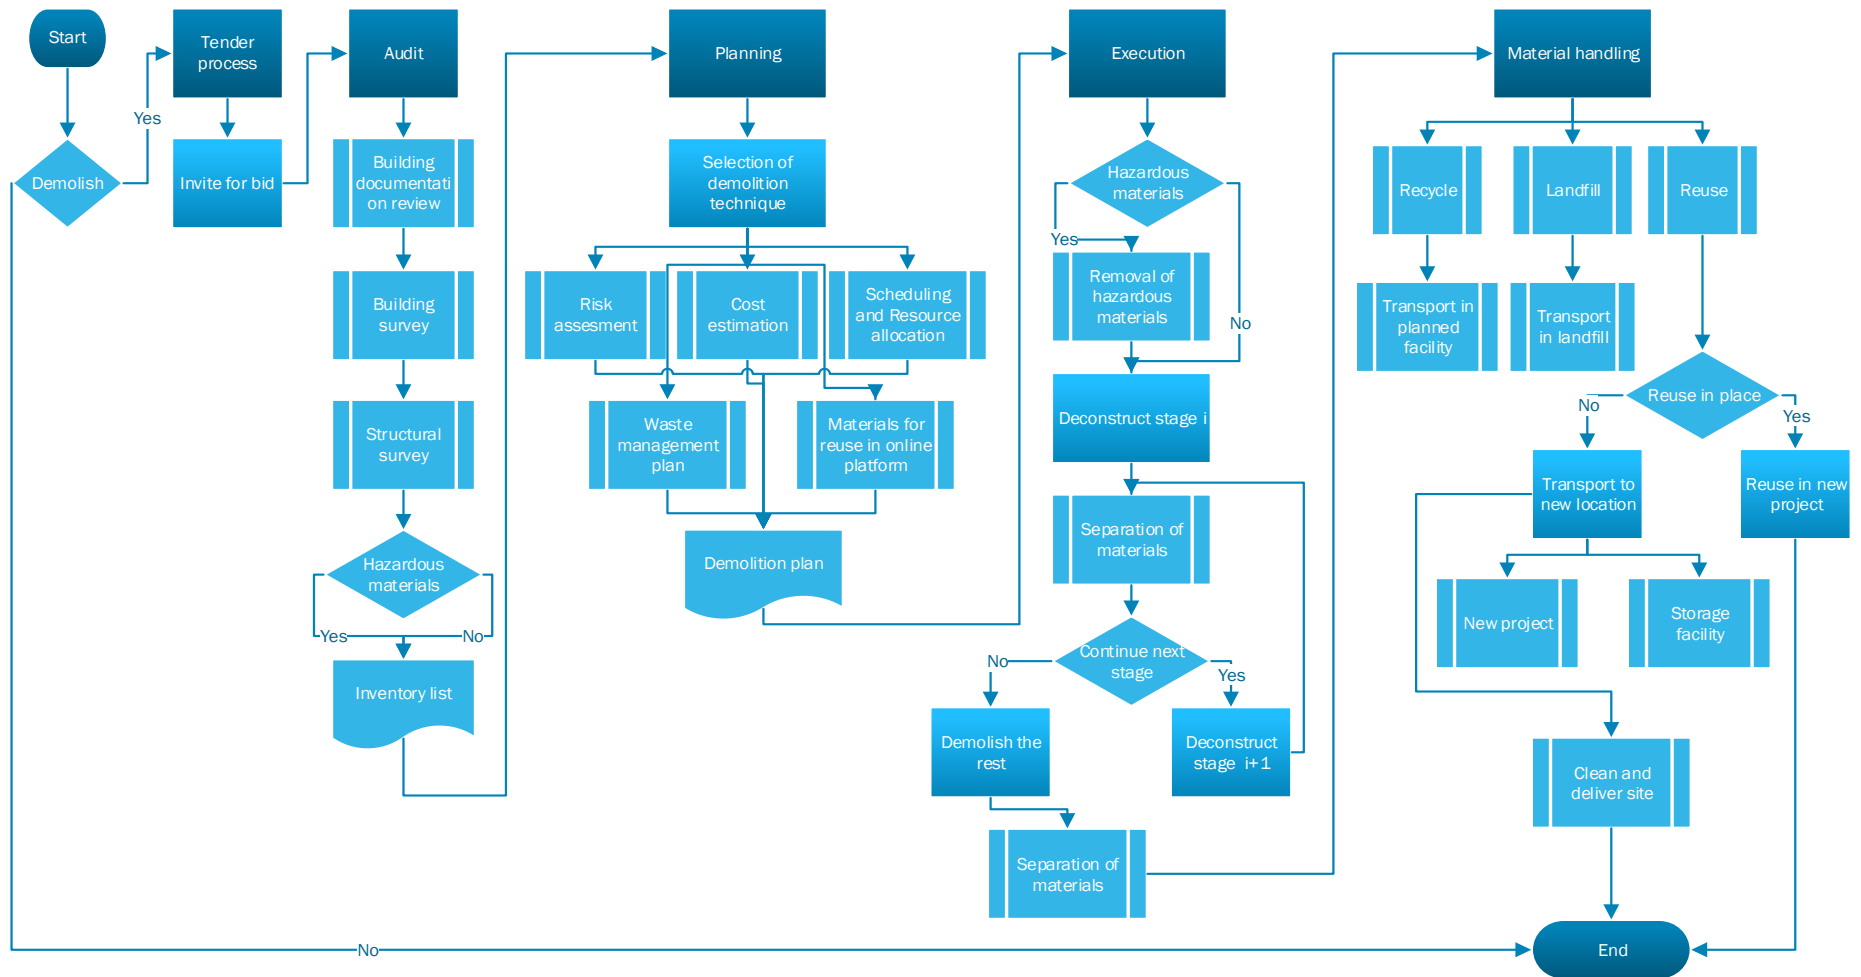 Start
Demolish
Yes
No
Tender
process
Invite for bid
Audit
Building
documentati
on review
Building
survey
Structural
survey
Hazardous
materials
Yes
No
Inventory list
Planning
Selection of
demolition
technique
Risk
assesment
Cost
estimation
Scheduling
and Resource
allocation
Waste
management
plan
Materials for
reuse in online
platform
Demolition plan
Execution
Hazardous
materials
Yes
No
Removal of
hazardous
materials
Deconstruct stage i
Separation of
materials
Continue next
stage
No
Yes
Demolish the
rest
Deconstruct
stage i+1
Separation of
materials
Material handling
Recycle
Landfill
Reuse
Transport in
planned
facility
Transport
in landfill
Reuse in place
No
Yes
Transport to
new location
Reuse in new
project
New project
Storage
facility
Clean and
deliver site
End